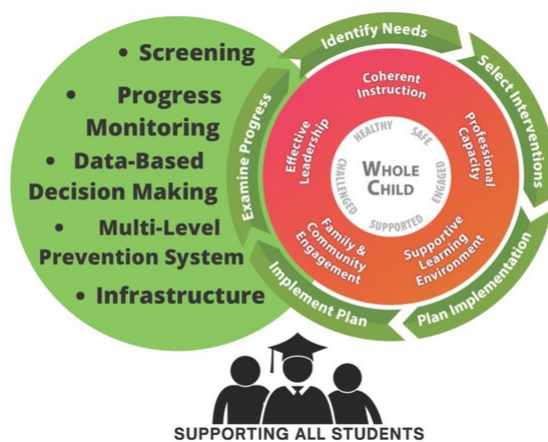 • Screening
• Progress
Monitoring
• Data-Based
Decision Making
• Multi-Level
Prevention System
• Infrastructure
Identify Needs
Select Interventions
Plan Implementation
Implement Plan
Examine Progress
Coherent
Instruction
Professional
Capacity
Supportive
Learning
Environment
Family &
Community
Engagement
Effective
Leadership
HEALTHY
SAFE
ENGAGED
SUPPORTED
CHALLENGED
WHOLE
CHILD
SUPPORTING ALL STUDENTS